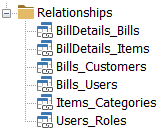 Relationships
BillDetails_Bills
BillDetails_Items
Bills_Customers
Bills_Users
Items_Categories
Users_Roles